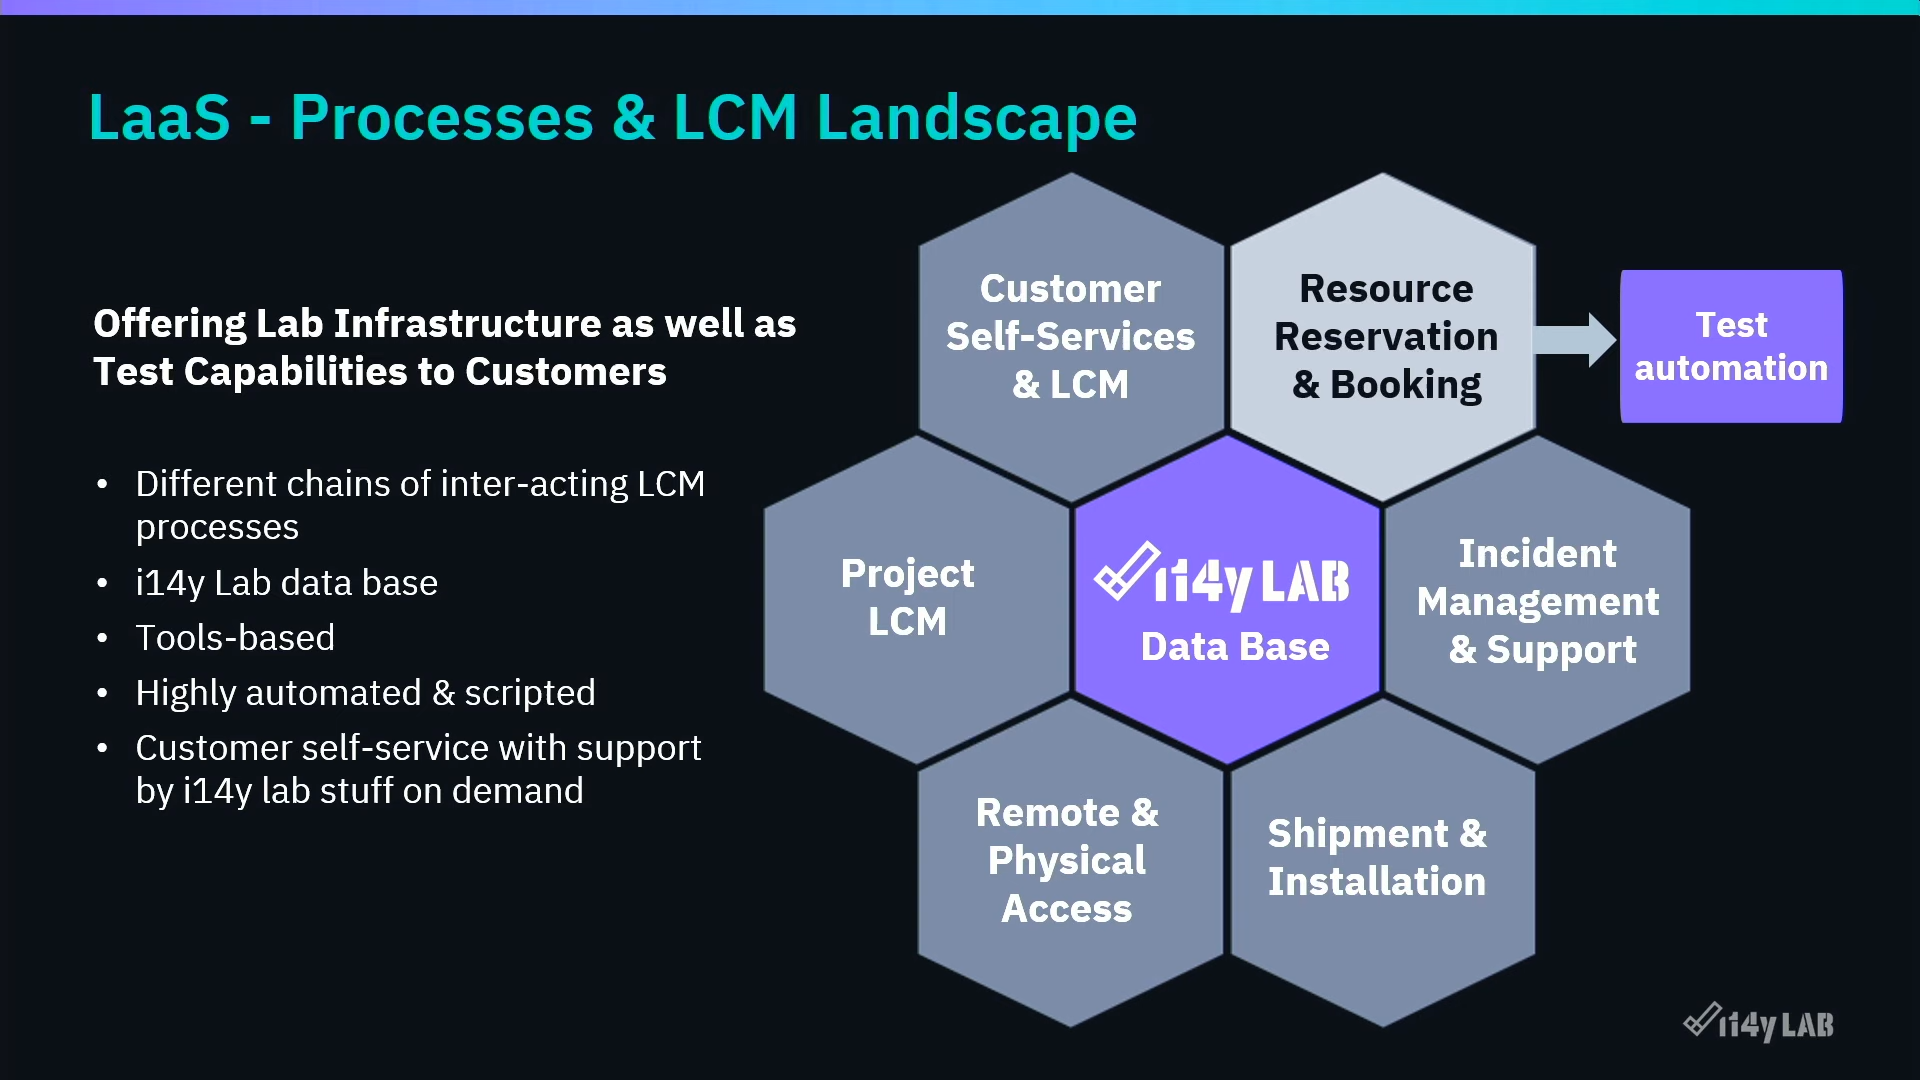 LaaS - Processes & LCM Landscape
Offering Lab Infrastructure as well as
Test Capabilities to Customers
• Different chains of inter-acting LCM
processes
• i14y Lab data base
• Tools-based
• Highly automated & scripted
• Customer self-service with support
by i14y lab stuff on demand
Customer
Self-Services
& LCM
Resource
Reservation
& Booking
Test
automation
Project
LCM
i14y LAB
Data Base
Incident
Management
& Support
Remote &
Physical
Access
Shipment &
Installation
i14y LAB